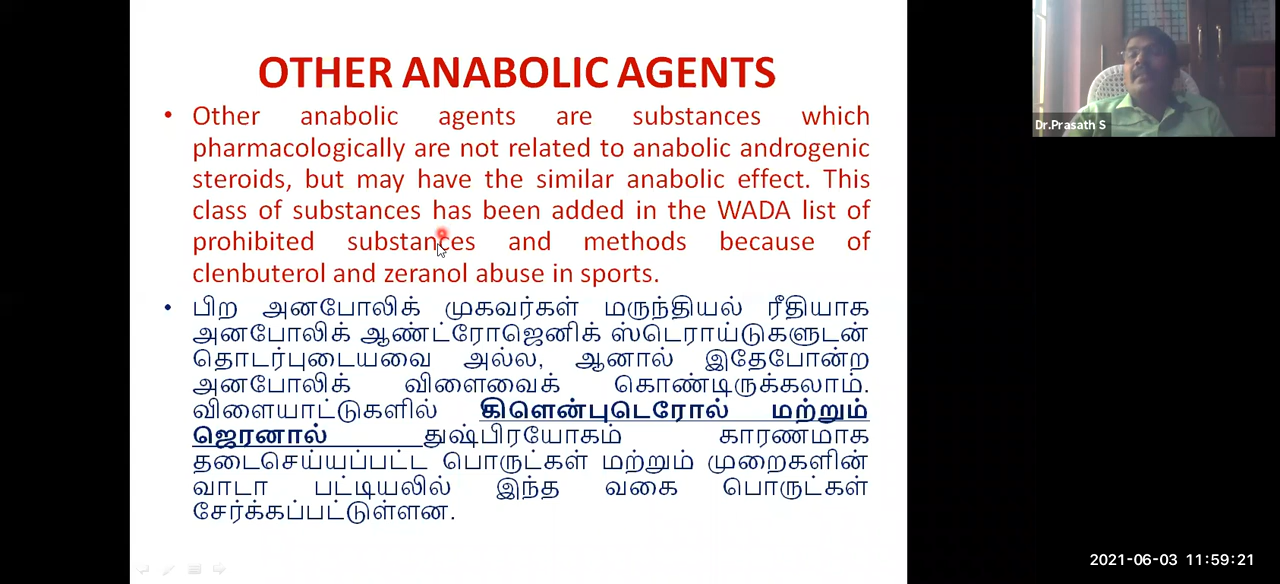 OTHER ANABOLIC AGENTS
• Other anabolic agents are substances which
pharmacologically are not related to anabolic androgenic
steroids, but may have the similar anabolic effect. This
class of substances has been added in the WADA list of
prohibited substances and methods because of
clenbuterol and zeranol abuse in sports.
• பிற அனபோலிக் முகவர்கள் மருந்தியல் ரீதியாக
அனபோலிக் ஆண்ட்ரோஜெனிக் ஸ்டெராய்டுகளுடன்
தொடர்புடையவை அல்ல, ஆனால் இதேபோன்ற
அனபோலிக் விளைவைக் கொண்டிருக்கலாம்.
விளையாட்டுகளில் கிளென்புடெரோல் மற்றும்
ஜெரனால் துஷ்பிரயோகம் காரணமாக
தடைசெய்யப்பட்ட பொருட்கள் மற்றும் முறைகளின்
வாடா பட்டியலில் இந்த வகை பொருட்கள்
சேர்க்கப்பட்டுள்ளன.
Dr.Prasath S
2021-06-03 11:59:21